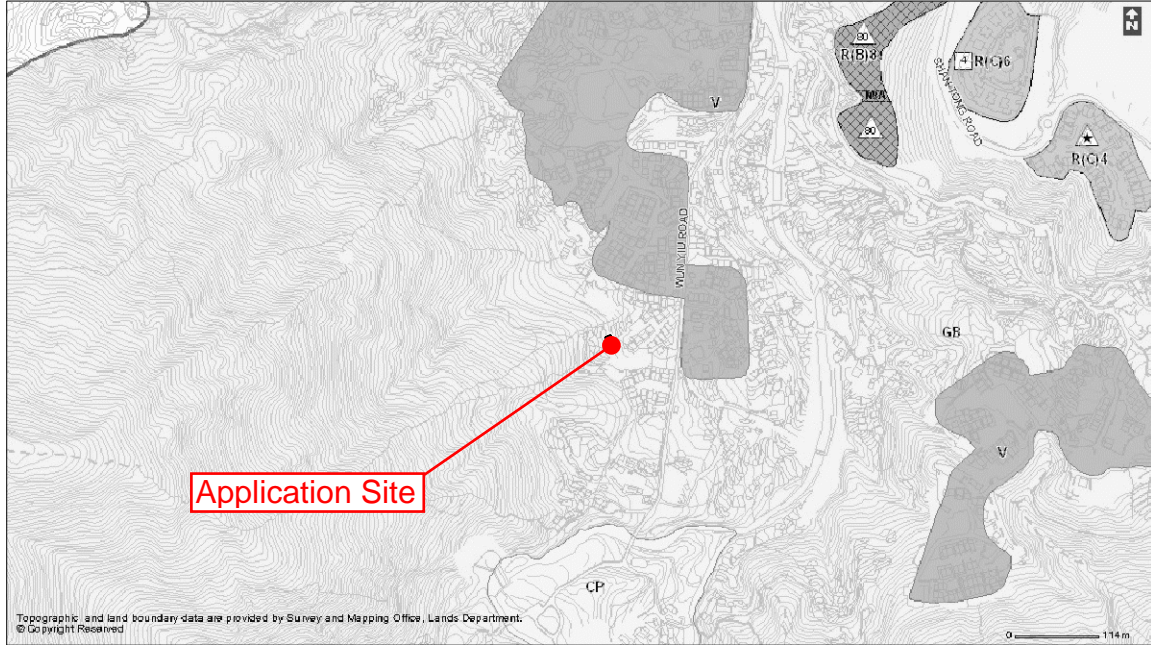 N
80
R(B)8
4
R(C)6
SHAN TONG ROAD
V
80
R(C)4
WUN YIU ROAD
GB
V
Application Site
CP
Topographic and land boundary data are provided by Survey and Mapping Office, Lands Department.
© Copyright Reserved
0 114 m